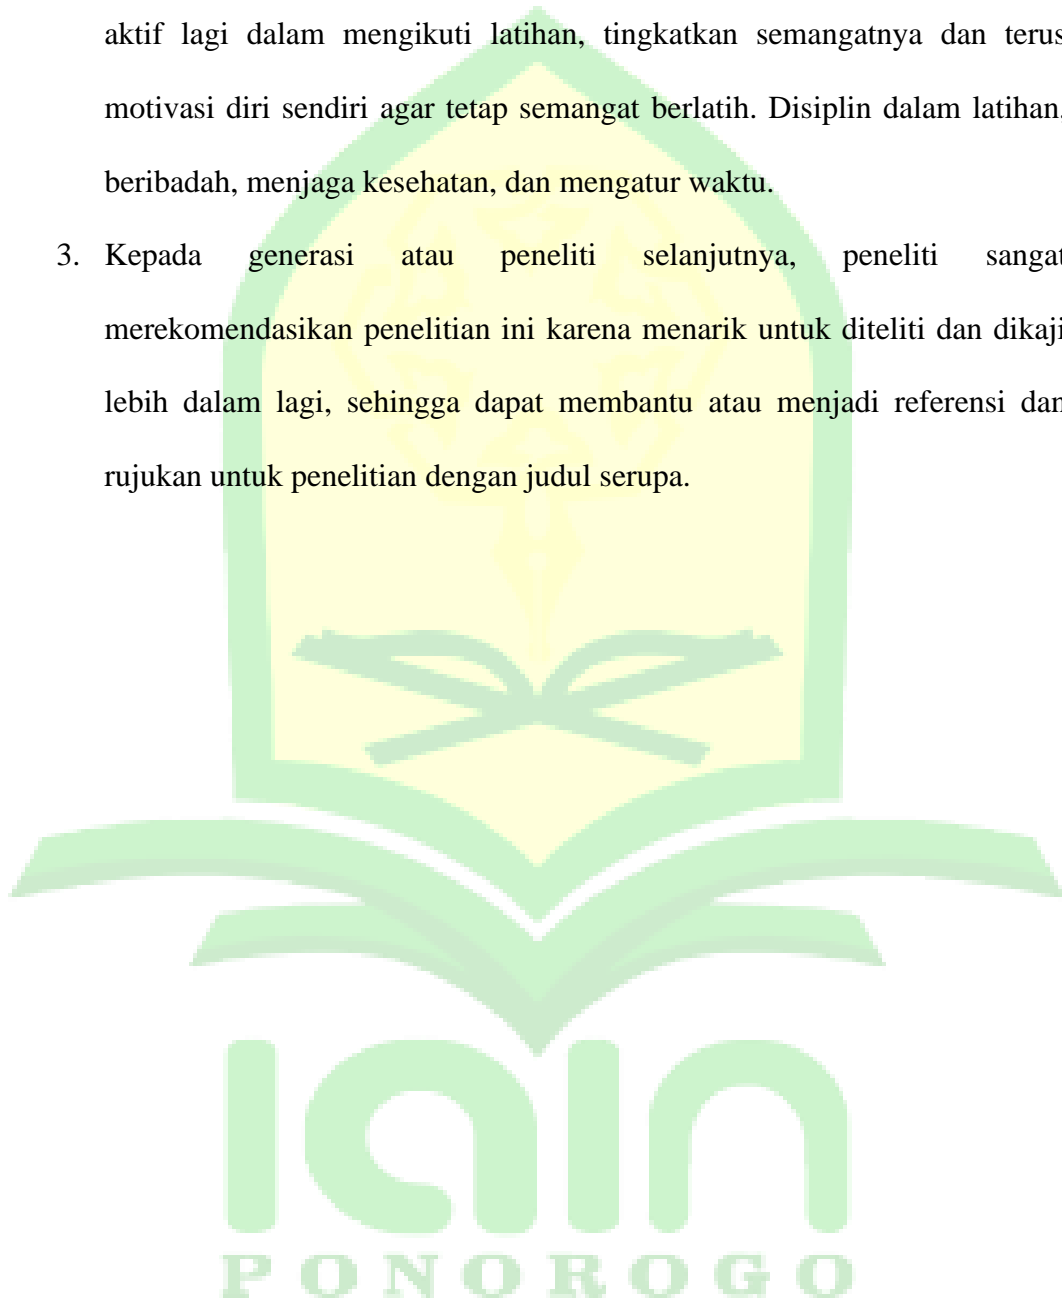 aktif lagi dalam mengikuti latihan, tingkatkan semangatnya dan terus
motivasi diri sendiri agar tetap semangat berlatih. Disiplin dalam latihan,
beribadah, menjaga kesehatan, dan mengatur waktu.
3. Kepada generasi atau peneliti selanjutnya, peneliti sangat
merekomendasikan penelitian ini karena menarik untuk diteliti dan dikaji
lebih dalam lagi, sehingga dapat membantu atau menjadi referensi dan
rujukan untuk penelitian dengan judul serupa.
iain
PONOROGO